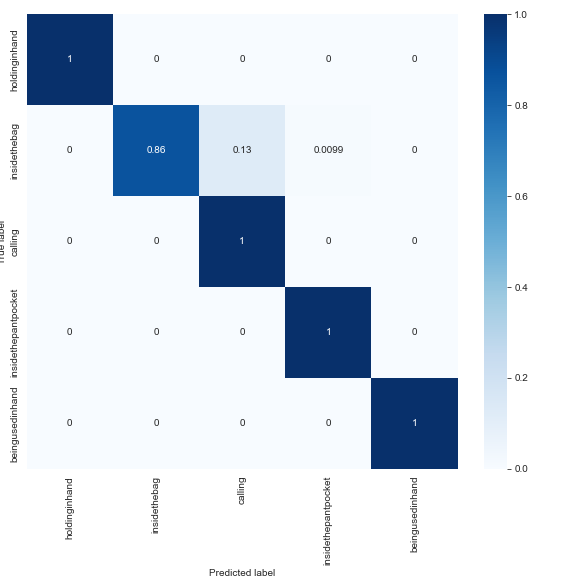 1.0
holdinginhand 1 0 0 0 0
0.8
insidethebag 0 0.86 0.13 0.0099 0
0.6
True label
calling 0 0 1 0 0
0.4
insidethepantpocket 0 0 0 1 0
0.2
beingusedinhand 0 0 0 0 1
0.0
holdinginhand insidethebag calling insidethepantpocket beingusedinhand
Predicted label